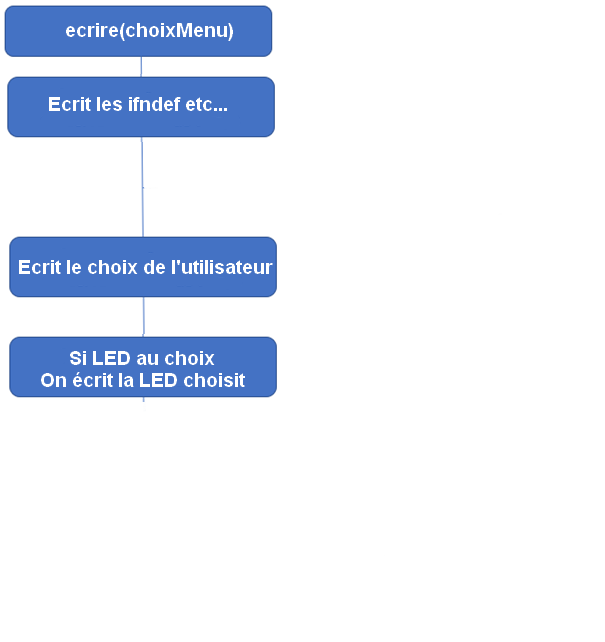 ecrire(choixMenu)
Ecrit les ifndef etc...
Ecrit le choix de l'utilisateur
Si LED au choix
On écrit la LED choisit